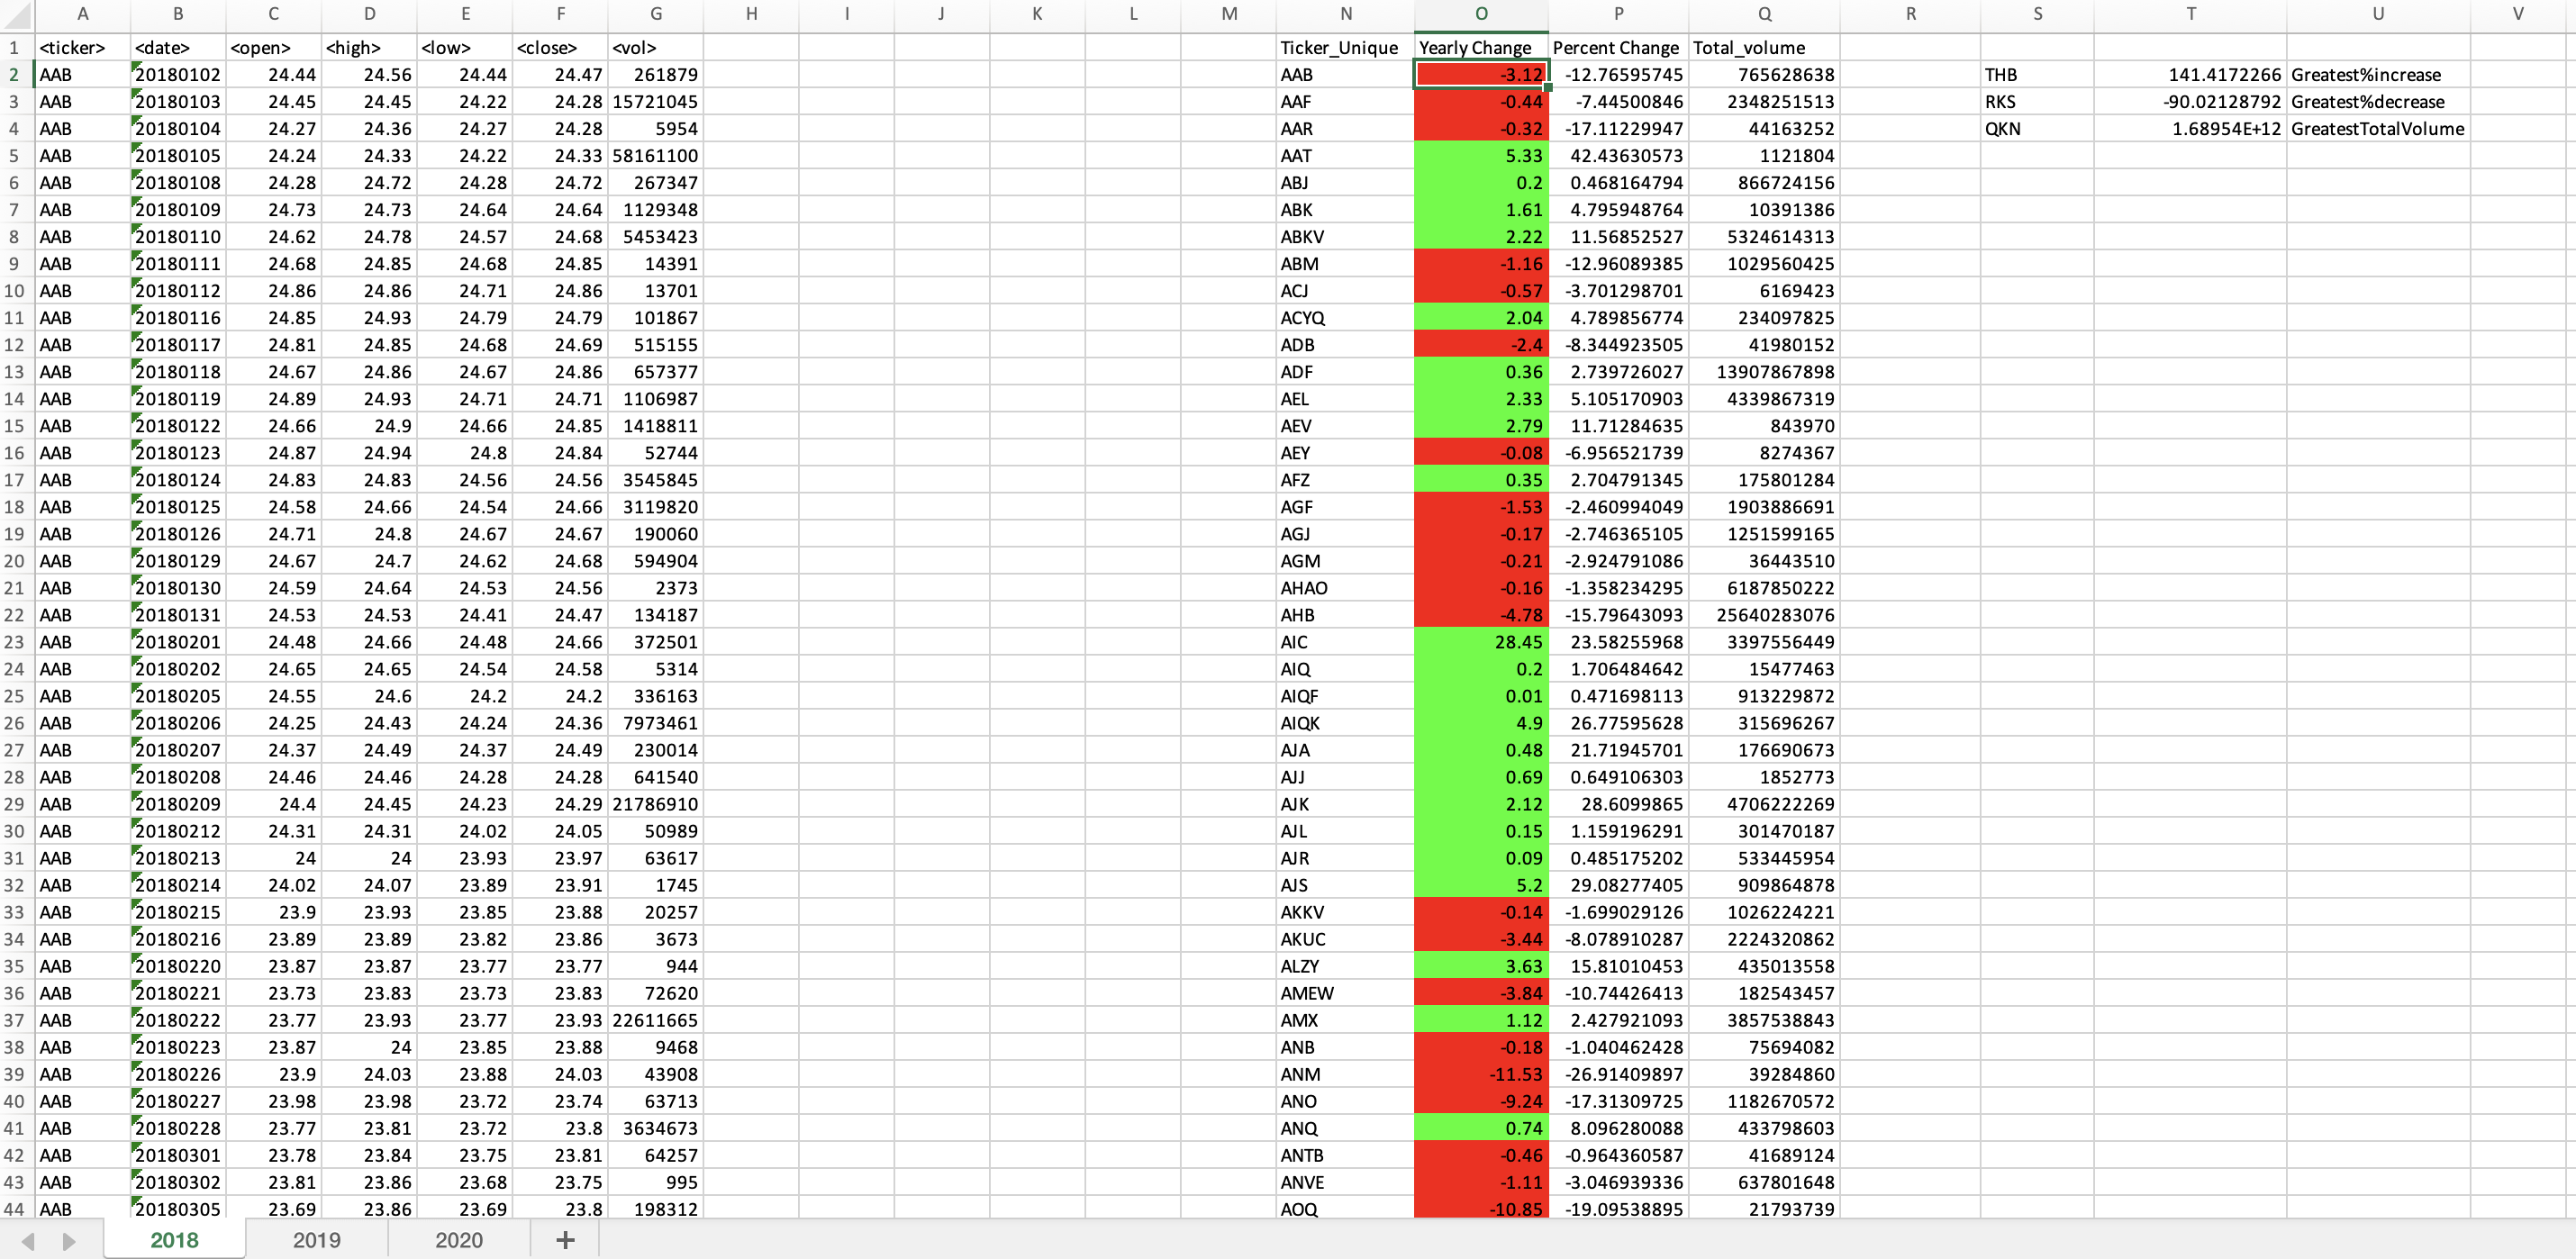 A B C D E F G H I J K L M N O P Q R S T U V
1 <ticker> <date> <open> <high> <low> <close> <vol> Ticker_Unique Yearly Change Percent Change Total_volume
2 AAB 20180102 24.44 24.56 24.44 24.47 261879 AAB -3.12 -12.76595745 765628638 THB 141.4172266 Greatest%increase
3 AAB 20180103 24.45 24.45 24.22 24.28 15721045 AAF -0.44 -7.44500846 2348251513 RKS -90.02128792 Greatest%decrease
4 AAB 20180104 24.27 24.36 24.27 24.28 5954 AAR -0.32 -17.11229947 44163252 QKN 1.68954E+12 GreatestTotalVolume
5 AAB 20180105 24.24 24.33 24.22 24.33 58161100 AAT 5.33 42.43630573 1121804
6 AAB 20180108 24.28 24.72 24.28 24.72 267347 ABJ 0.2 0.468164794 866724156
7 AAB 20180109 24.73 24.73 24.64 24.64 1129348 ABK 1.61 4.795948764 10391386
8 AAB 20180110 24.62 24.78 24.57 24.68 5453423 ABKV 2.22 11.56852527 5324614313
9 AAB 20180111 24.68 24.85 24.68 24.85 14391 ABM -1.16 -12.96089385 1029560425
10 AAB 20180112 24.86 24.86 24.71 24.86 13701 ACJ -0.57 -3.701298701 6169423
11 AAB 20180116 24.85 24.93 24.79 24.79 101867 ACYQ 2.04 4.789856774 234097825
12 AAB 20180117 24.81 24.85 24.68 24.69 515155 ADB -2.4 -8.344923505 41980152
13 AAB 20180118 24.67 24.86 24.67 24.86 657377 ADF 0.36 2.739726027 13907867898
14 AAB 20180119 24.89 24.93 24.71 24.71 1106987 AEL 2.33 5.105170903 4339867319
15 AAB 20180122 24.66 24.9 24.66 24.85 1418811 AEV 2.79 11.71284635 843970
16 AAB 20180123 24.87 24.94 24.8 24.84 52744 AEY -0.08 -6.956521739 8274367
17 AAB 20180124 24.83 24.83 24.56 24.56 3545845 AFZ 0.35 2.704791345 175801284
18 AAB 20180125 24.58 24.66 24.54 24.66 3119820 AGF -1.53 -2.460994049 1903886691
19 AAB 20180126 24.71 24.8 24.67 24.67 190060 AGJ -0.17 -2.746365105 1251599165
20 AAB 20180129 24.67 24.7 24.62 24.68 594904 AGM -0.21 -2.924791086 36443510
21 AAB 20180130 24.59 24.64 24.53 24.56 2373 AHAO -0.16 -1.358234295 6187850222
22 AAB 20180131 24.53 24.53 24.41 24.47 134187 AHB -4.78 -15.79643093 25640283076
23 AAB 20180201 24.48 24.66 24.48 24.66 372501 AIC 28.45 23.58255968 3397556449
24 AAB 20180202 24.65 24.65 24.54 24.58 5314 AIQ 0.2 1.706484642 15477463
25 AAB 20180205 24.55 24.6 24.2 24.2 336163 AIQF 0.01 0.471698113 913229872
26 AAB 20180206 24.25 24.43 24.24 24.36 7973461 AIQK 4.9 26.77595628 315696267
27 AAB 20180207 24.37 24.49 24.37 24.49 230014 AJA 0.48 21.71945701 176690673
28 AAB 20180208 24.46 24.46 24.28 24.28 641540 AJJ 0.69 0.649106303 1852773
29 AAB 20180209 24.4 24.45 24.23 24.29 21786910 AJK 2.12 28.6099865 4706222269
30 AAB 20180212 24.31 24.31 24.02 24.05 50989 AJL 0.15 1.159196291 301470187
31 AAB 20180213 24 24 23.93 23.97 63617 AJR 0.09 0.485175202 533445954
32 AAB 20180214 24.02 24.07 23.89 23.91 1745 AJS 5.2 29.08277405 909864878
33 AAB 20180215 23.9 23.93 23.85 23.88 20257 AKKV -0.14 -1.699029126 1026224221
34 AAB 20180216 23.89 23.89 23.82 23.86 3673 AKUC -3.44 -8.078910287 2224320862
35 AAB 20180220 23.87 23.87 23.77 23.77 944 ALZY 3.63 15.81010453 435013558
36 AAB 20180221 23.73 23.83 23.73 23.83 72620 AMEW -3.84 -10.74426413 182543457
37 AAB 20180222 23.77 23.93 23.77 23.93 22611665 AMX 1.12 2.427921093 3857538843
38 AAB 20180223 23.87 24 23.85 23.88 9468 ANB -0.18 -1.040462428 75694082
39 AAB 20180226 23.9 24.03 23.88 24.03 43908 ANM -11.53 -26.91409897 39284860
40 AAB 20180227 23.98 23.98 23.72 23.74 63713 ANO -9.24 -17.31309725 1182670572
41 AAB 20180228 23.77 23.81 23.72 23.8 3634673 ANQ 0.74 8.096280088 433798603
42 AAB 20180301 23.78 23.84 23.75 23.81 64257 ANTB -0.46 -0.964360587 41689124
43 AAB 20180302 23.81 23.86 23.68 23.75 995 ANVE -1.11 -3.046939336 637801648
44 AAB 20180305 23.69 23.86 23.69 23.8 198312 AOQ -10.85 -19.09538895 21793739
2018 2019 2020 +